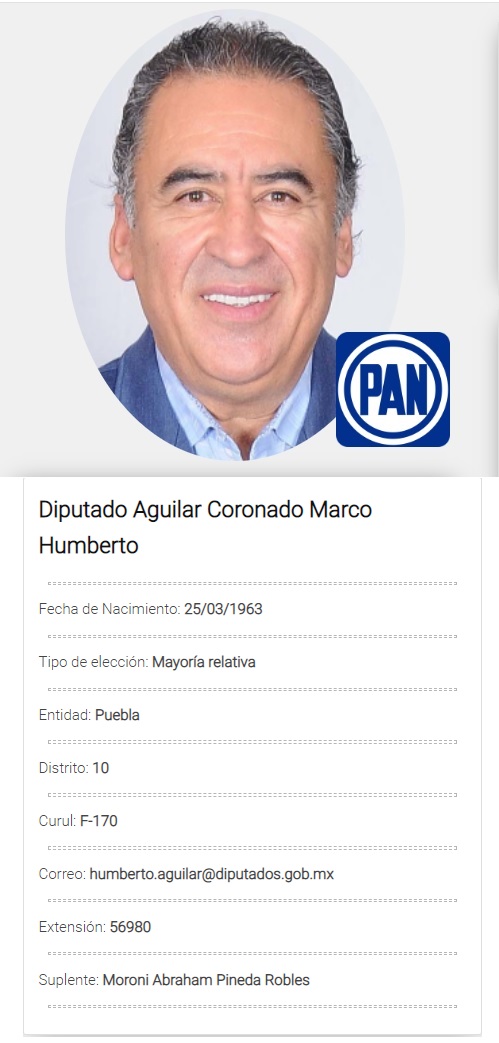 PAN
Diputado Aguilar Coronado Marco
Humberto
Fecha de Nacimiento: 25/03/1963
Tipo de elección: Mayoría relativa
Entidad: Puebla
Distrito: 10
Curul: F-170
Correo: humberto.aguilar@diputados.gob.mx
Extensión: 56980
Suplente: Moroni Abraham Pineda Robles